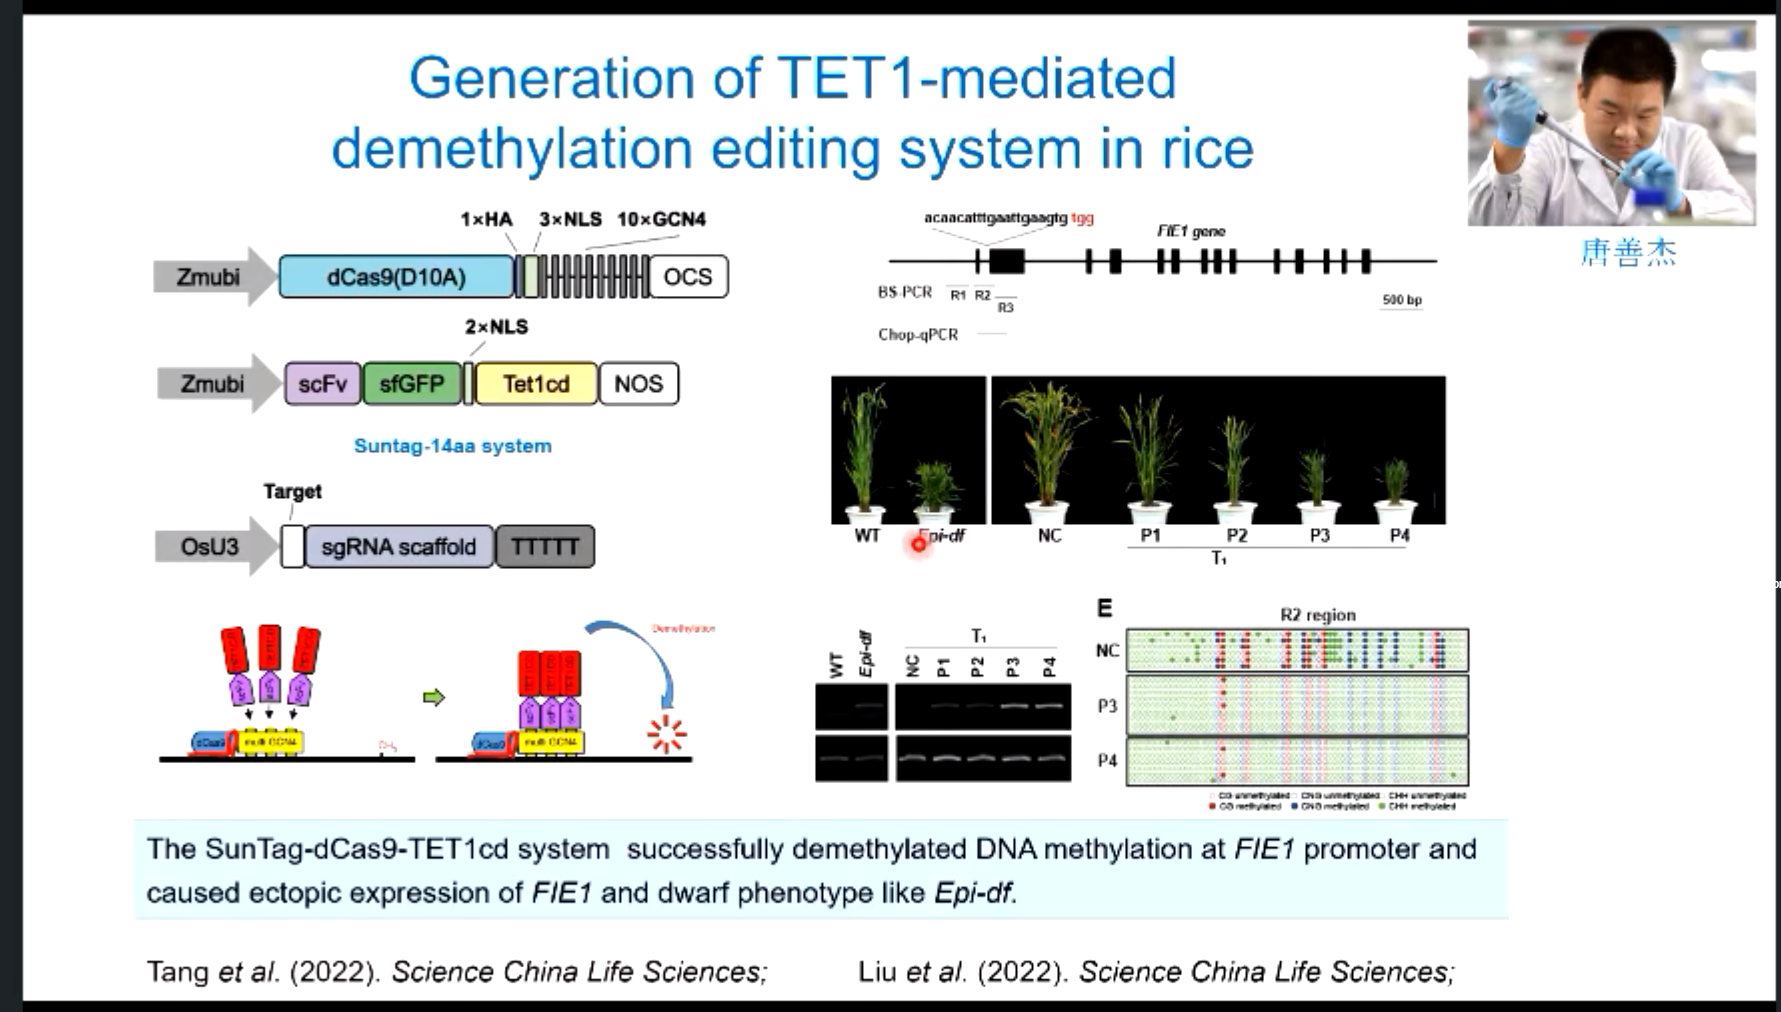 Generation of TET1-mediated
demethylation editing system in rice
唐善杰
1×HA 3×NLS 10×GCN4
Zmubi dCas9(D10A) OCS
2×NLS
Zmubi scFv sfGFP Tet1cd NOS
Suntag-14aa system
Target
OsU3 sgRNA scaffold TTTTT
Demethylation
dCas9 multi GCN4
CH3
dCas9 multi GCN4
acaacatttgaattgaagtg tgg
FIE1 gene
BS-PCR R1 R2
R3
500 bp
Chop-qPCR
WT Epi-df NC P1 P2 P3 P4
T1
WT Epi-df NC P1 P2 P3 P4
T1
E
R2 region
NC
P3
P4
CG unmethylated CNG unmethylated CHH unmethylated
CG methylated CNG methylated CHH methylated
The SunTag-dCas9-TET1cd system successfully demethylated DNA methylation at FIE1 promoter and
caused ectopic expression of FIE1 and dwarf phenotype like Epi-df.
Tang et al. (2022). Science China Life Sciences; Liu et al. (2022). Science China Life Sciences;